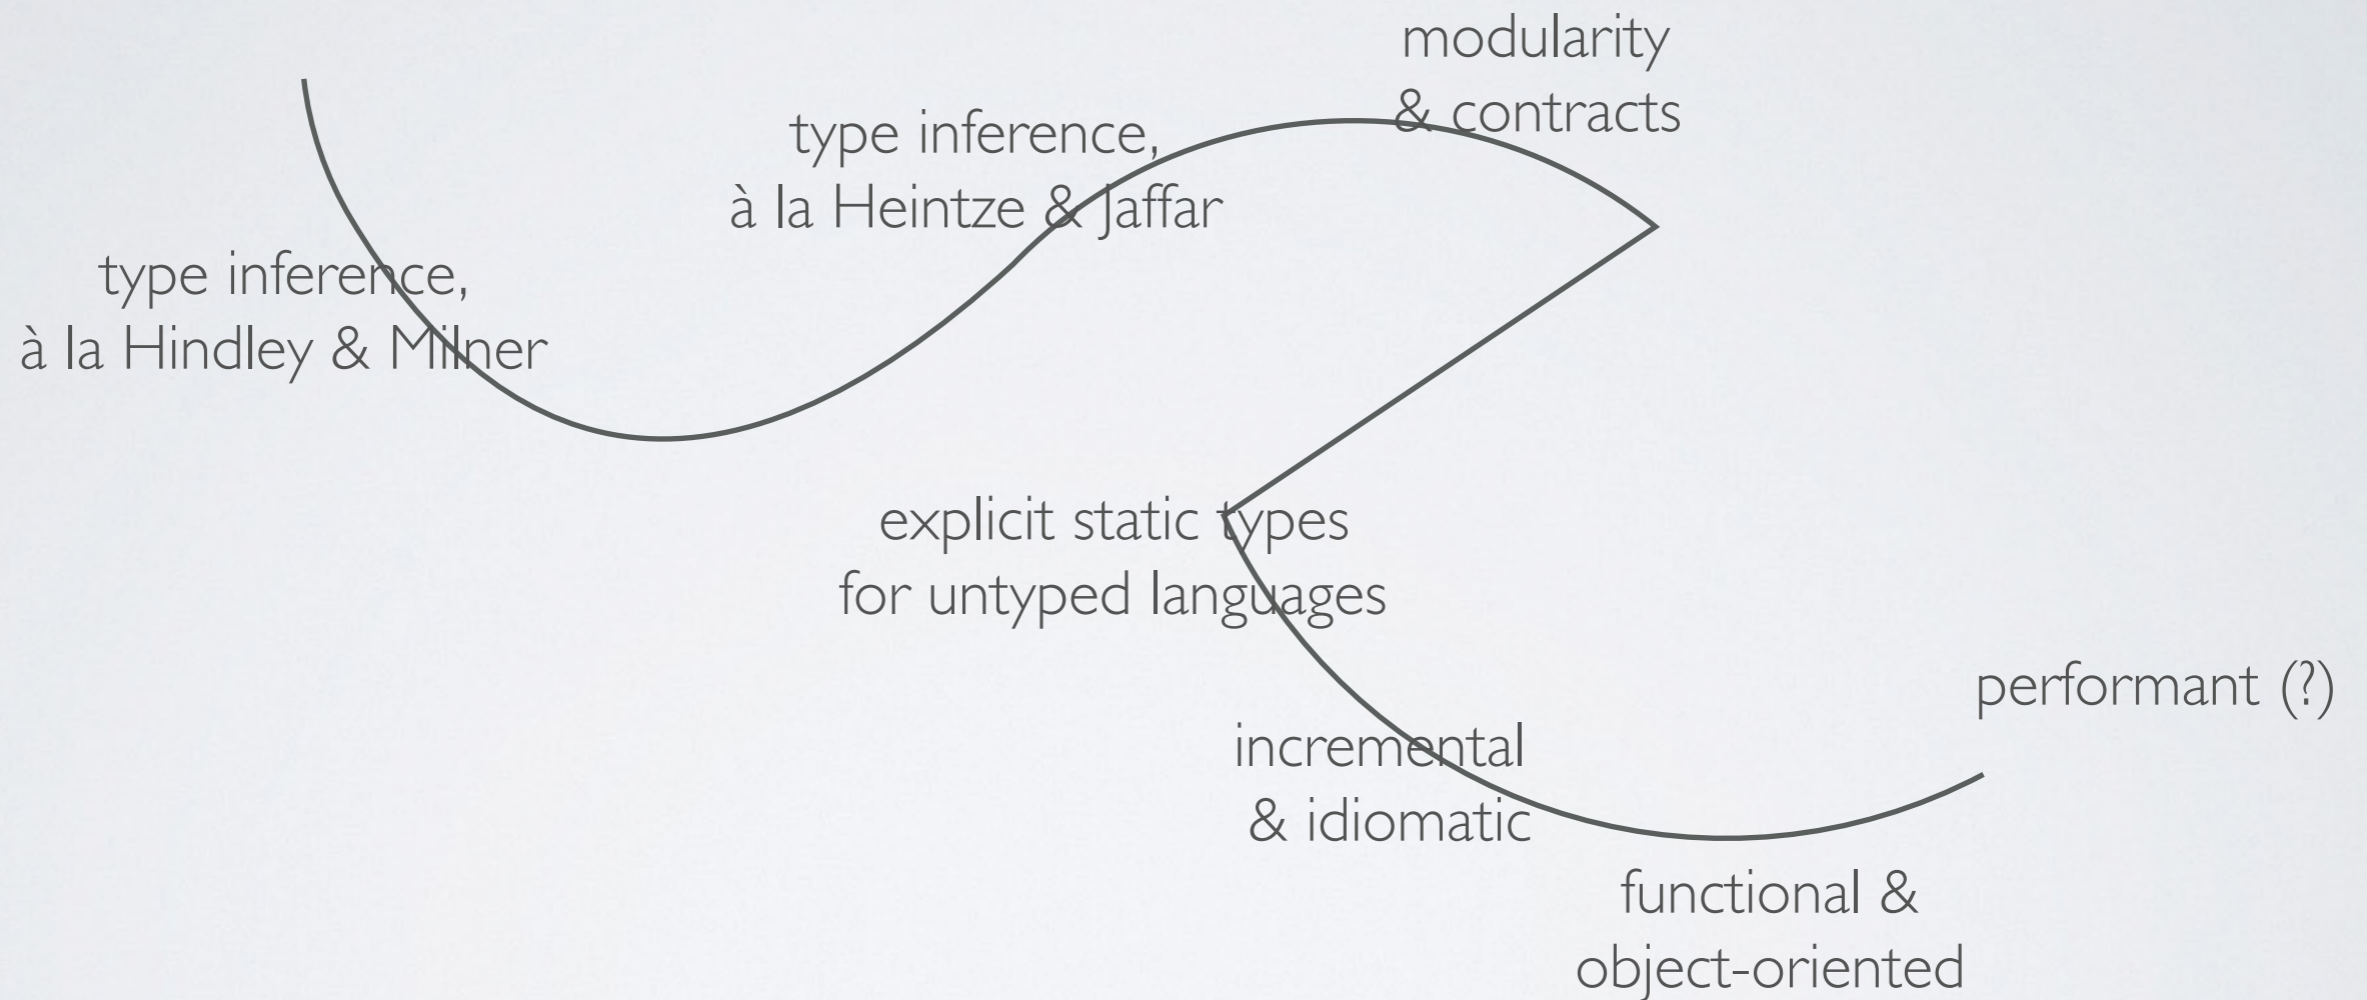 type inference,
à la Hindley & Milner
type inference,
à la Heintze & Jaffar
modularity
& contracts
explicit static types
for untyped languages
incremental
& idiomatic
functional &
object-oriented
performant (?)